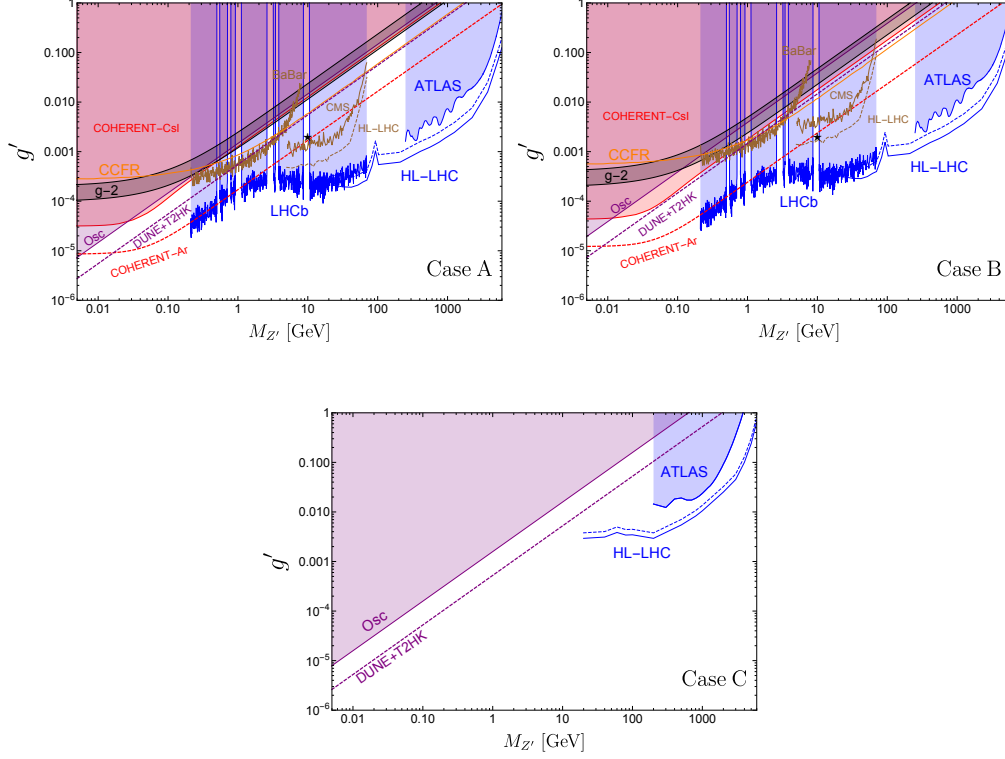 1
0.100
0.010
0.001
10⁻⁴
10⁻⁵
10⁻⁶
g′
BaBar
ATLAS
COHERENT-CsI
CMS
HL-LHC
CCFR
g-2
HL-LHC
LHCb
Osc
DUNE+T2HK
COHERENT-Ar
Case A
0.01 0.10 1 10 100 1000
M_Z′ [GeV]
1
0.100
0.010
0.001
10⁻⁴
10⁻⁵
10⁻⁶
g′
BaBar
ATLAS
COHERENT-CsI
CMS
HL-LHC
CCFR
g-2
HL-LHC
LHCb
Osc
DUNE+T2HK
COHERENT-Ar
Case B
0.01 0.10 1 10 100 1000
M_Z′ [GeV]
1
0.100
0.010
0.001
10⁻⁴
10⁻⁵
10⁻⁶
g′
ATLAS
HL-LHC
Osc
DUNE+T2HK
Case C
0.01 0.10 1 10 100 1000
M_Z′ [GeV]